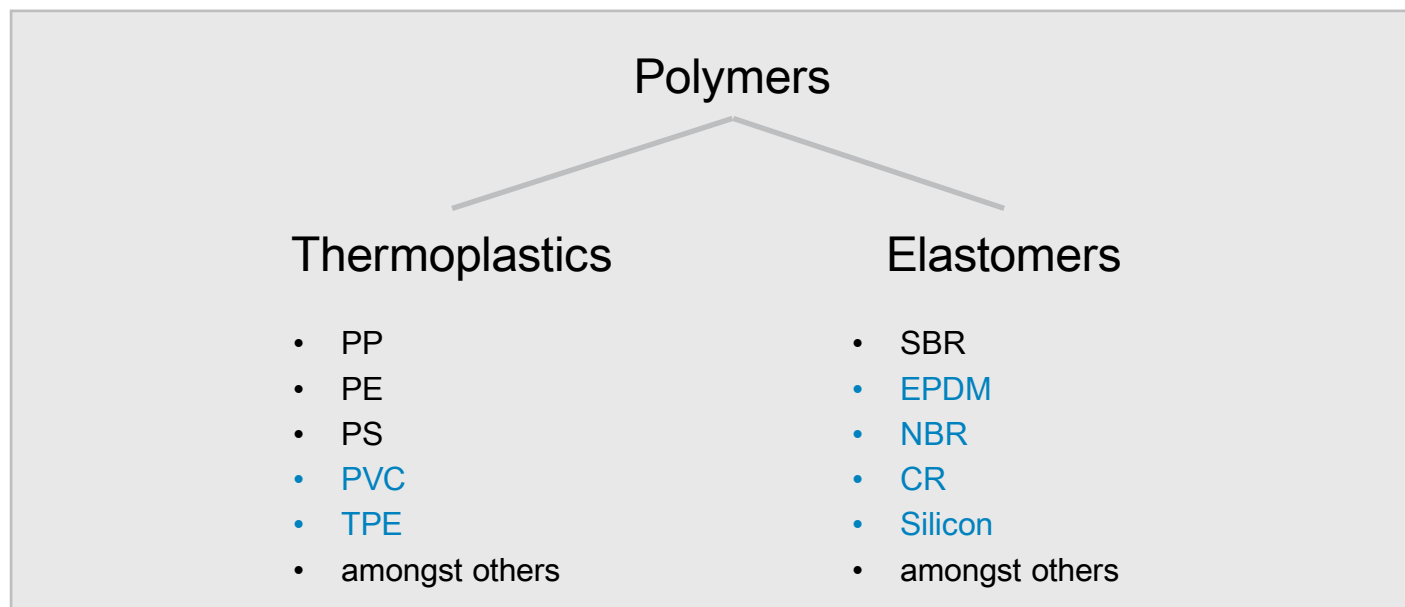 Polymers
Thermoplastics
• PP
• PE
• PS
• PVC
• TPE
• amongst others
Elastomers
• SBR
• EPDM
• NBR
• CR
• Silicon
• amongst others